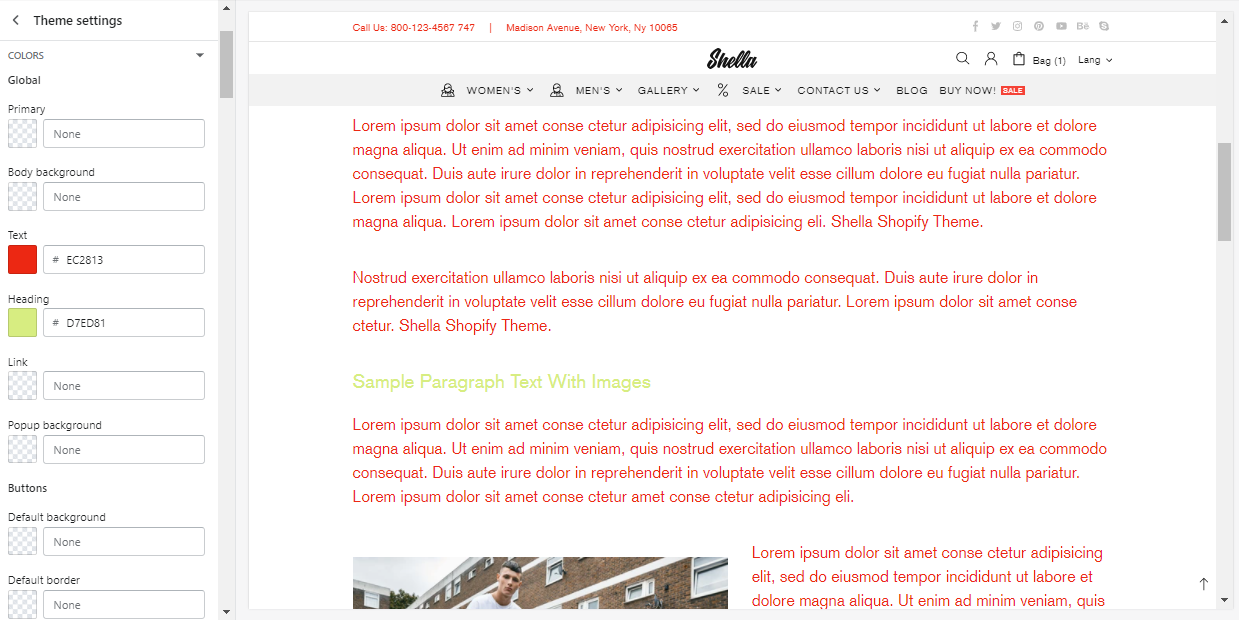 Theme settings
COLORS
Global
Primary
None
Body background
None
Text
# EC2813
Heading
# D7ED81
Link
None
Popup background
None
Buttons
Default background
None
Default border
None
Call Us: 800-123-4567 747 | Madison Avenue, New York, Ny 10065
Bē
Shella
Bag (1) Lang
WOMEN'S MEN'S GALLERY % SALE CONTACT US BLOG BUY NOW! SALE
Lorem ipsum dolor sit amet conse ctetur adipisicing elit, sed do eiusmod tempor incididunt ut labore et dolore
magna aliqua. Ut enim ad minim veniam, quis nostrud exercitation ullamco laboris nisi ut aliquip ex ea commodo
consequat. Duis aute irure dolor in reprehenderit in voluptate velit esse cillum dolore eu fugiat nulla pariatur.
Lorem ipsum dolor sit amet conse ctetur adipisicing elit, sed do eiusmod tempor incididunt ut labore et dolore
magna aliqua. Lorem ipsum dolor sit amet conse ctetur adipisicing eli. Shella Shopify Theme.
Nostrud exercitation ullamco laboris nisi ut aliquip ex ea commodo consequat. Duis aute irure dolor in
reprehenderit in voluptate velit esse cillum dolore eu fugiat nulla pariatur. Lorem ipsum dolor sit amet conse
ctetur. Shella Shopify Theme.
Sample Paragraph Text With Images
Lorem ipsum dolor sit amet conse ctetur adipisicing elit, sed do eiusmod tempor incididunt ut labore et dolore
magna aliqua. Ut enim ad minim veniam, quis nostrud exercitation ullamco laboris nisi ut aliquip ex ea commodo
consequat. Duis aute irure dolor in reprehenderit in voluptate velit esse cillum dolore eu fugiat nulla pariatur.
Lorem ipsum dolor sit amet conse ctetur amet conse ctetur adipisicing eli.
Lorem ipsum dolor sit amet conse ctetur adipisicing
elit, sed do eiusmod tempor incididunt ut labore et
dolore magna aliqua. Ut enim ad minim veniam, quis